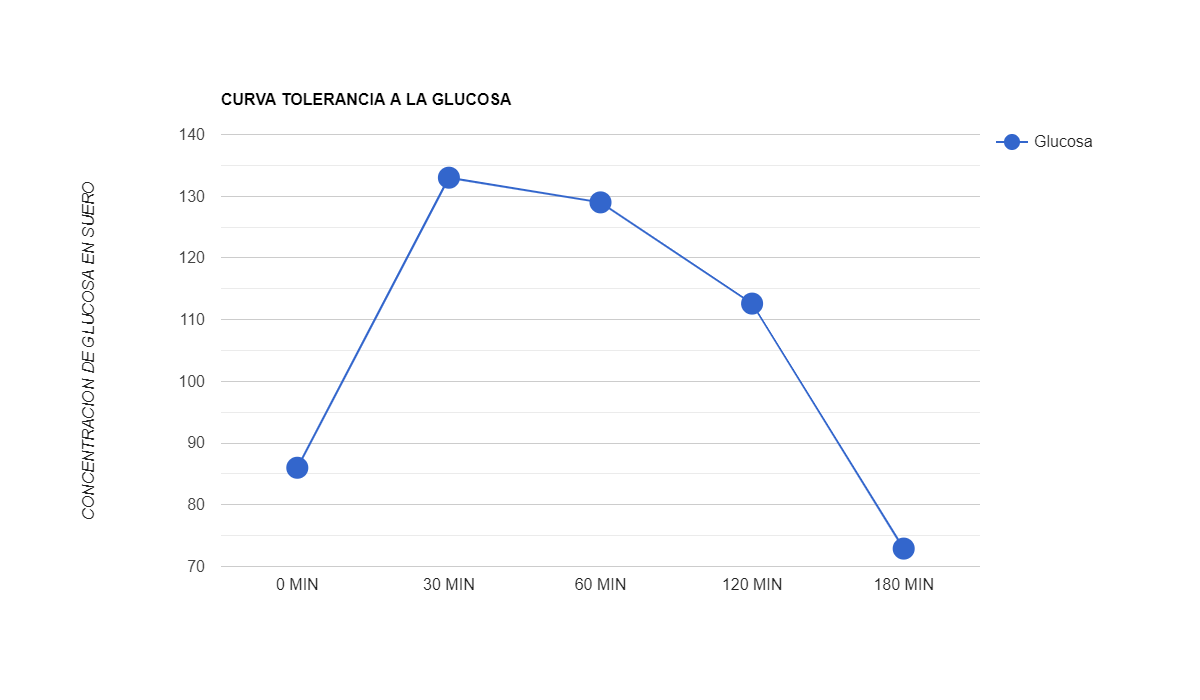 CURVA TOLERANCIA A LA GLUCOSA
140
130
120
110
100
90
80
70
CONCENTRACION DE GLUCOSA EN SUERO
0 MIN
30 MIN
60 MIN
120 MIN
180 MIN
Glucosa